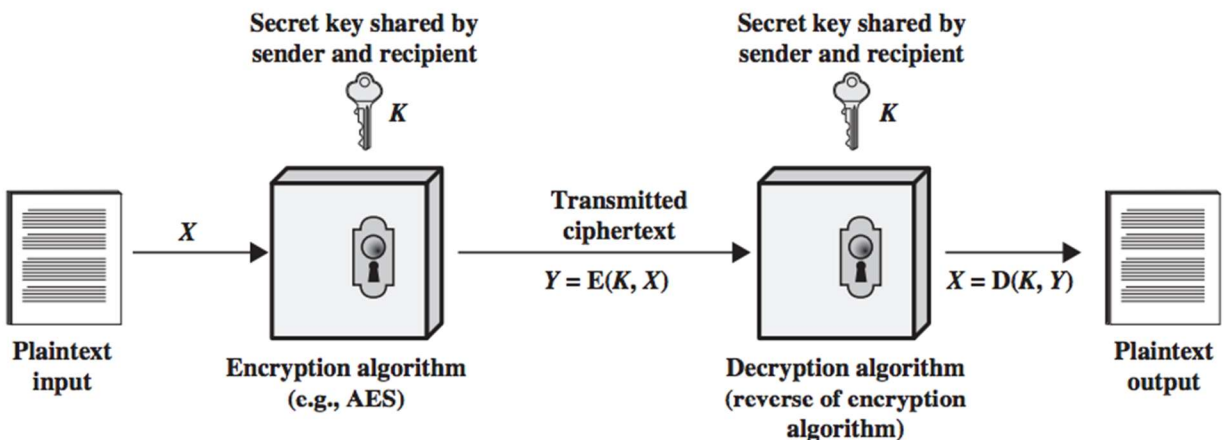 Secret key shared by
sender and recipient
K
Secret key shared by
sender and recipient
K
X
Transmitted
ciphertext
Y = E(K, X)
X = D(K, Y)
Plaintext
input
Encryption algorithm
(e.g., AES)
Decryption algorithm
(reverse of encryption
algorithm)
Plaintext
output